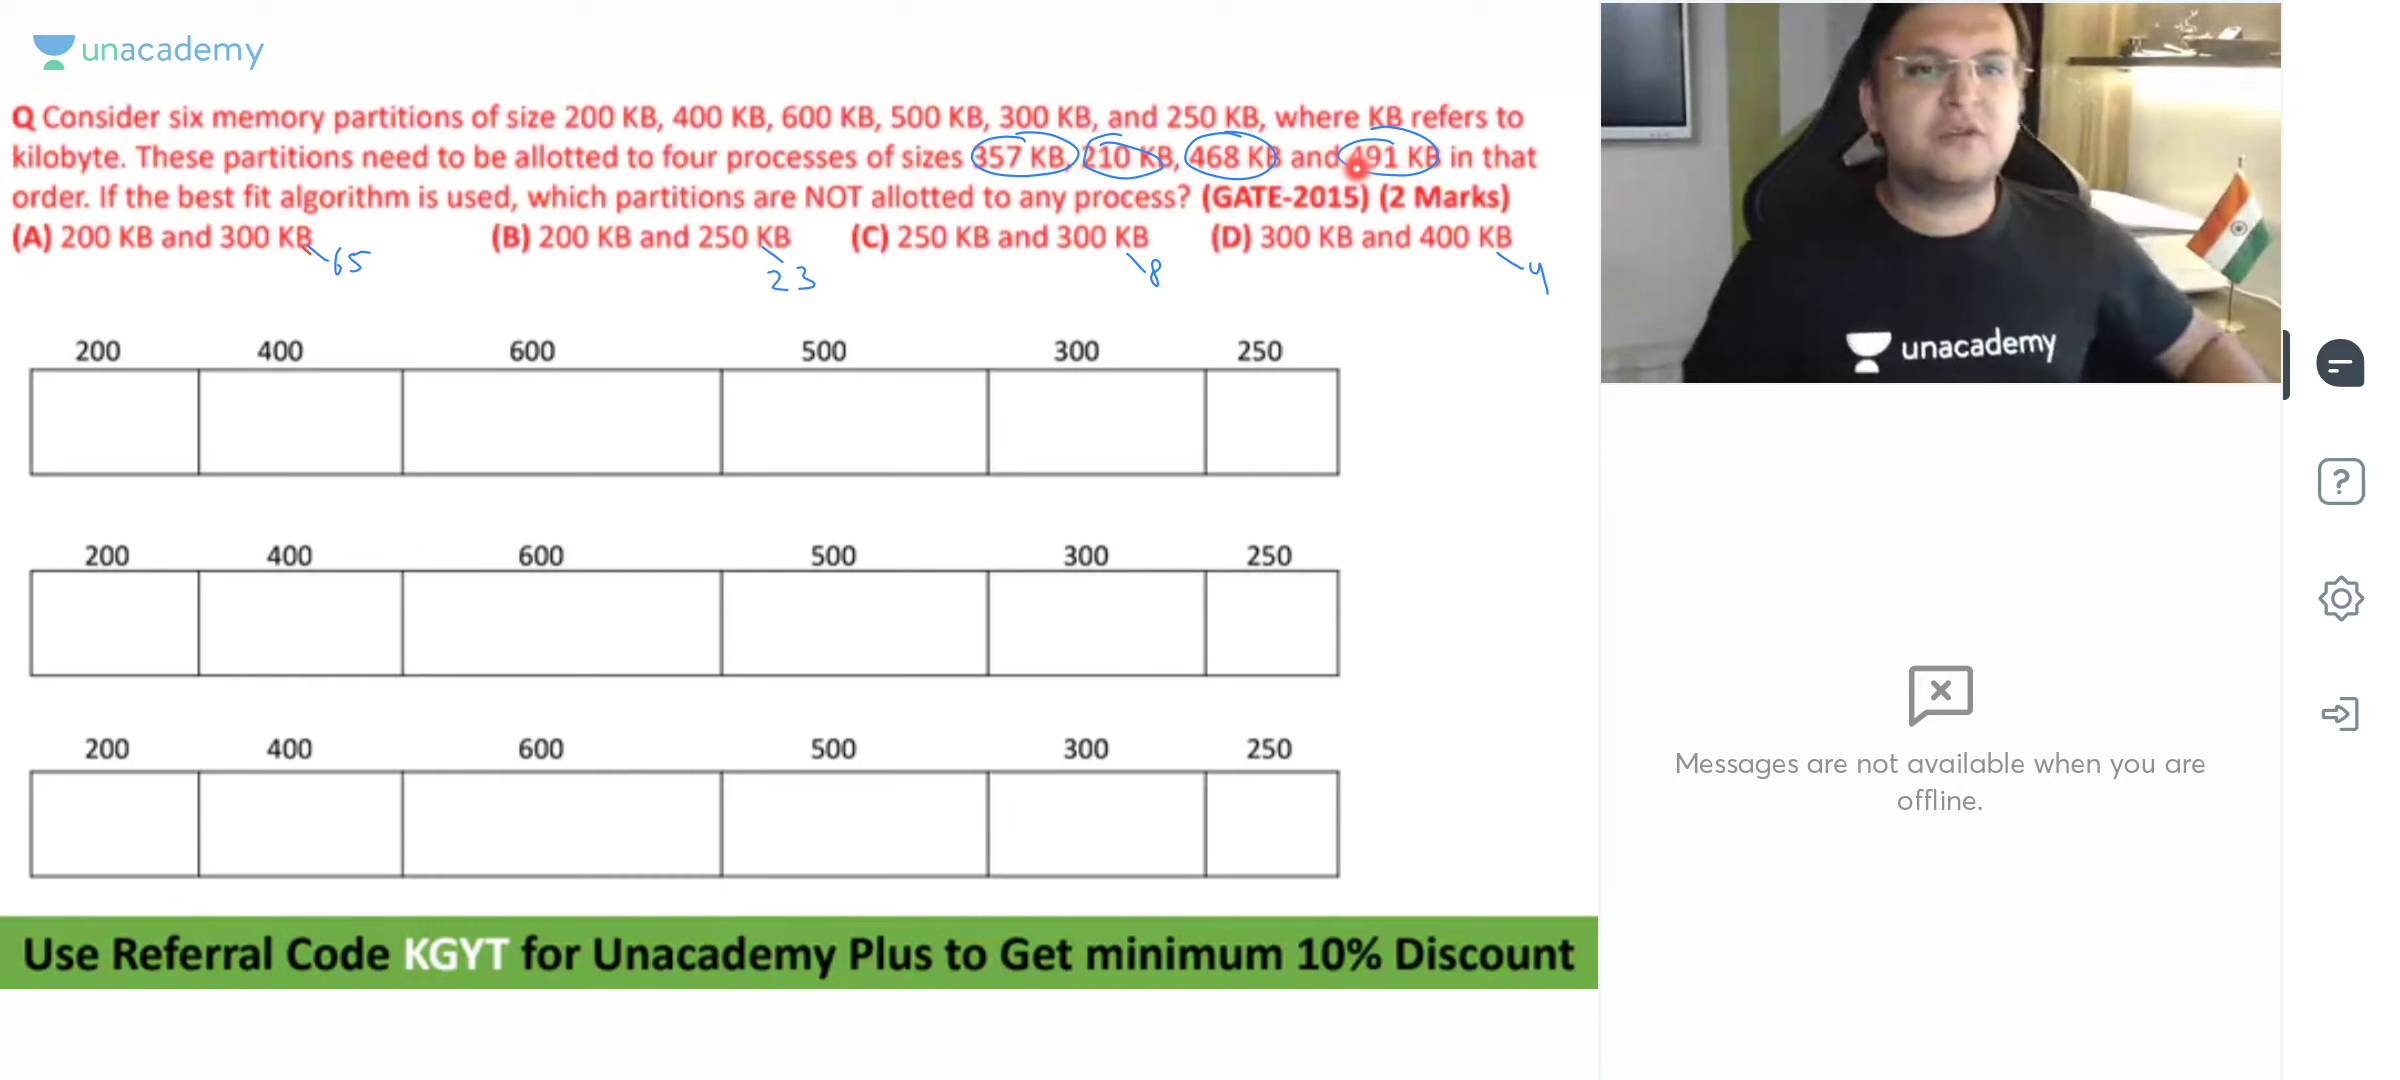 unacademy
Q Consider six memory partitions of size 200 KB, 400 KB, 600 KB, 500 KB, 300 KB, and 250 KB, where KB refers to
kilobyte. These partitions need to be allotted to four processes of sizes 357 KB, 210 KB, 468 KB and 491 KB in that
order. If the best fit algorithm is used, which partitions are NOT allotted to any process? (GATE-2015) (2 Marks)
(A) 200 KB and 300 KB (B) 200 KB and 250 KB (C) 250 KB and 300 KB (D) 300 KB and 400 KB
65 23 8 4
200 400 600 500 300 250
200 400 600 500 300 250
200 400 600 500 300 250
Use Referral Code KGYT for Unacademy Plus to Get minimum 10% Discount
unacademy
?
Messages are not available when you are
offline.